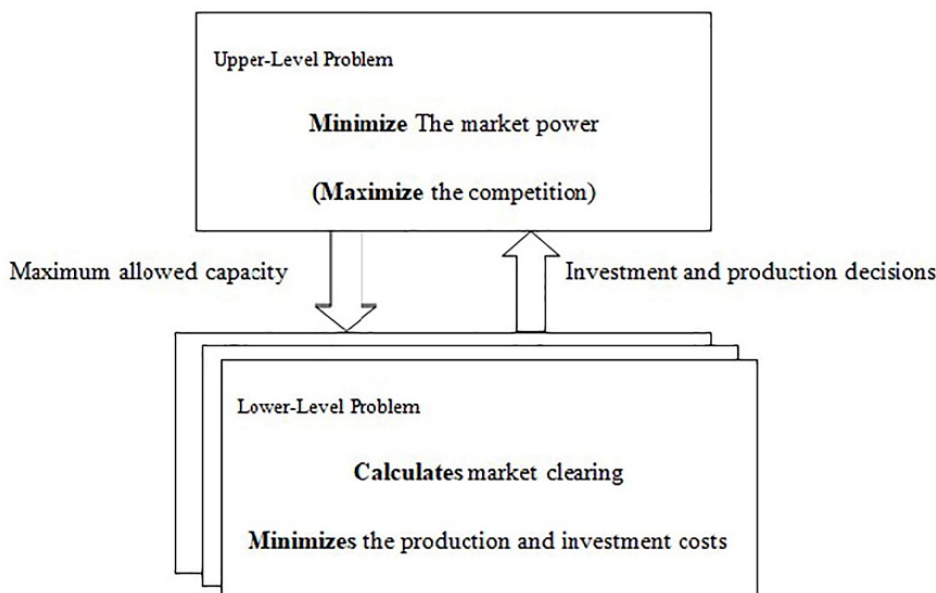 Upper-Level Problem
Minimize The market power
(Maximize the competition)
Maximum allowed capacity
Investment and production decisions
Lower-Level Problem
Calculates market clearing
Minimizes the production and investment costs